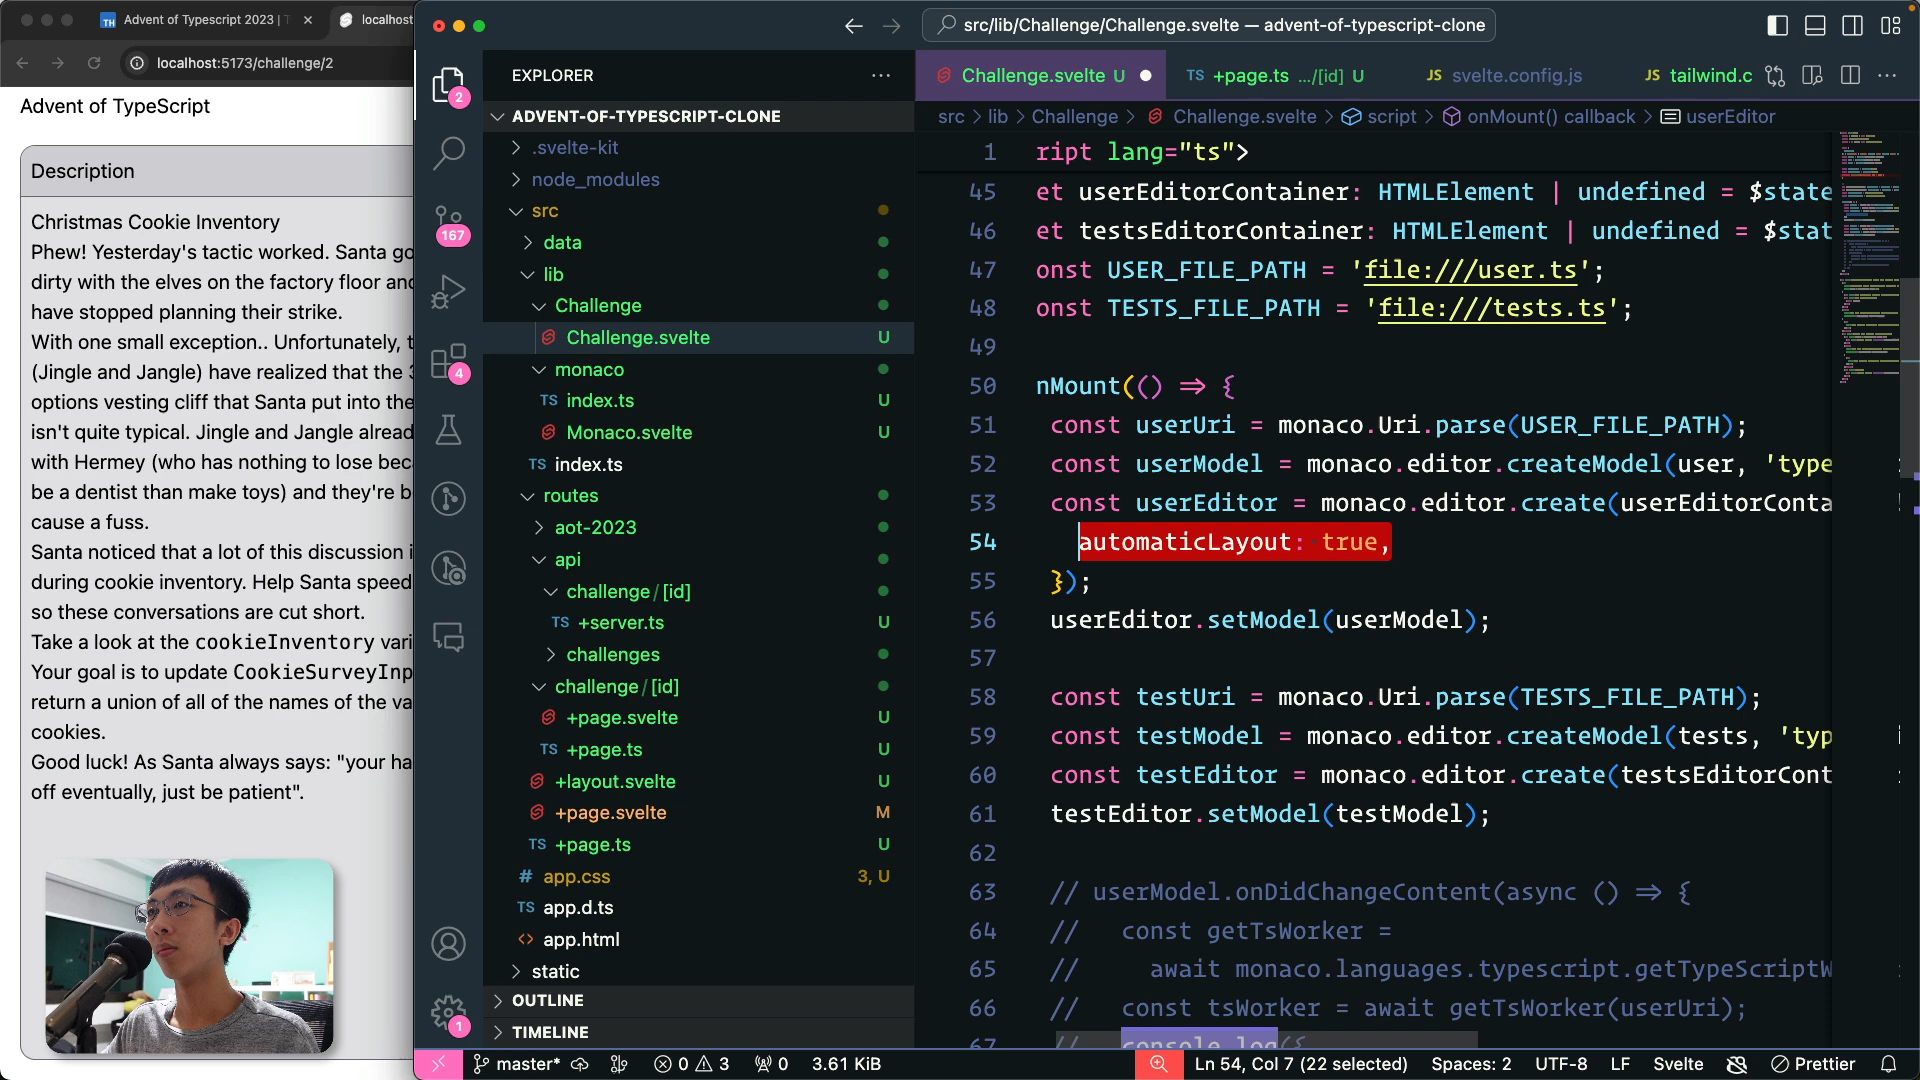 Advent of Typescript 2023 | T
localhost
localhost:5173/challenge/2
Advent of TypeScript
Description
Christmas Cookie Inventory
Phew! Yesterday's tactic worked. Santa go
dirty with the elves on the factory floor and
have stopped planning their strike.
With one small exception.. Unfortunately, t
(Jingle and Jangle) have realized that the 3
options vesting cliff that Santa put into the
isn't quite typical. Jingle and Jangle alread
with Hermey (who has nothing to lose bec
be a dentist than make toys) and they're b
cause a fuss.
Santa noticed that a lot of this discussion i
during cookie inventory. Help Santa speed
so these conversations are cut short.
Take a look at the cookieInventory vari
Your goal is to update CookieSurveyInp
return a union of all of the names of the va
cookies.
Good luck! As Santa always says: "your ha
off eventually, just be patient".
src/lib/Challenge/Challenge.svelte — advent-of-typescript-clone
2
167
4
1
EXPLORER
ADVENT-OF-TYPESCRIPT-CLONE
.svelte-kit
node_modules
src
data
lib
Challenge
Challenge.svelte U
monaco
TS index.ts U
Monaco.svelte U
TS index.ts
routes
aot-2023
api
challenge/[id]
TS +server.ts U
challenges
challenge/[id]
+page.svelte U
TS +page.ts U
+layout.svelte U
+page.svelte M
TS +page.ts U
# app.css 3, U
TS app.d.ts
<> app.html
static
OUTLINE
TIMELINE
Challenge.svelte U
TS +page.ts .../[id] U
JS svelte.config.js
JS tailwind.c
src > lib > Challenge > Challenge.svelte > script > onMount() callback > userEditor
1 ript lang="ts">
45 et userEditorContainer: HTMLElement | undefined = $state
46 et testsEditorContainer: HTMLElement | undefined = $stat
47 onst USER_FILE_PATH = 'file:///user.ts';
48 onst TESTS_FILE_PATH = 'file:///tests.ts';
49
50 nMount(() => {
51 const userUri = monaco.Uri.parse(USER_FILE_PATH);
52 const userModel = monaco.editor.createModel(user, 'type
53 const userEditor = monaco.editor.create(userEditorConta
54 automaticLayout: true,
55 });
56 userEditor.setModel(userModel);
57
58 const testUri = monaco.Uri.parse(TESTS_FILE_PATH);
59 const testModel = monaco.editor.createModel(tests, 'typ
60 const testEditor = monaco.editor.create(testsEditorCont
61 testEditor.setModel(testModel);
62
63 // userModel.onDidChangeContent(async () => {
64 // const getTsWorker =
65 // await monaco.languages.typescript.getTypeScriptW
66 // const tsWorker = await getTsWorker(userUri);
67 // console.log({
master* 0 3 0 3.61 KiB
Ln 54, Col 7 (22 selected) Spaces: 2 UTF-8 LF Svelte Prettier